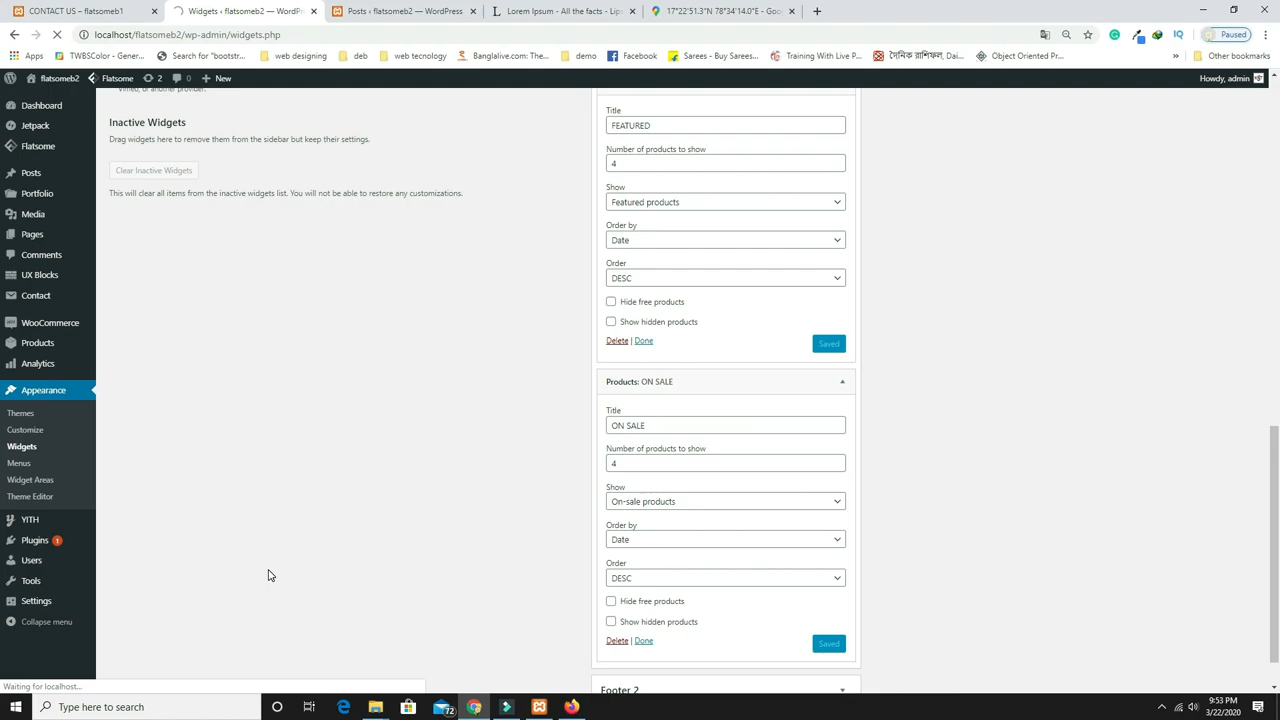 CONTACT US – flatsomeb1
Widgets ‹ flatsomeb2 — WordPr
Posts ‹ flatsomeb2 — WordPress
Lorem Ipsum - All the facts - Lips
17°22'51.3"N 78°34'14.0"E - Goog
localhost/flatsomeb2/wp-admin/widgets.php
Paused
Apps
TWBSColor - Gener...
Search for "bootstr...
web designing
deb
web tecnology
Banglalive.com: The...
demo
Facebook
Sarees – Buy Sarees...
Training With Live P...
দৈনিক রাশিফল, Dai...
Object Oriented Pr...
»
Other bookmarks
flatsomeb2
Flatsome
2
0
New
Howdy, admin
Vimeo, or another provider.
Dashboard
Jetpack
Flatsome
Posts
Portfolio
Media
Pages
Comments
UX Blocks
Contact
WooCommerce
Products
Analytics
Appearance
Themes
Customize
Widgets
Menus
Widget Areas
Theme Editor
YITH
Plugins 1
Users
Tools
Settings
Collapse menu
Inactive Widgets
Drag widgets here to remove them from the sidebar but keep their settings.
Clear Inactive Widgets
This will clear all items from the inactive widgets list. You will not be able to restore any customizations.
Title
FEATURED
Number of products to show
4
Show
Featured products
Order by
Date
Order
DESC
Hide free products
Show hidden products
Delete | Done
Saved
Products: ON SALE
Title
ON SALE
Number of products to show
4
Show
On-sale products
Order by
Date
Order
DESC
Hide free products
Show hidden products
Delete | Done
Saved
Footer 2
Waiting for localhost...
Type here to search
72
9:53 PM
3/22/2020